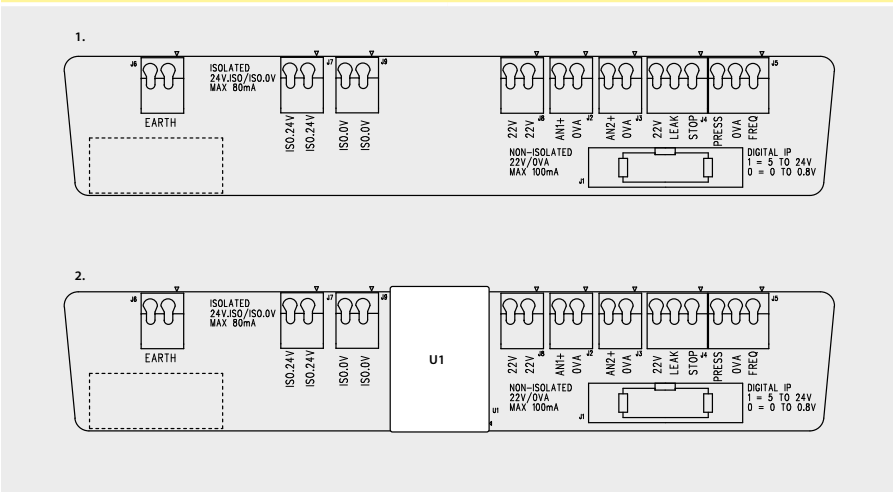 1.
J6
ISOLATED
24V.ISO/ISO.0V
MAX 80mA
J7
J9
J8
J2
J3
J4
J5
EARTH
ISO.24V
ISO.24V
ISO.0V
ISO.0V
22V
22V
AN1+
0VA
AN2+
0VA
22V
LEAK
STOP
PRESS
0VA
FREQ
NON-ISOLATED
22V/0VA
MAX 100mA
J1
DIGITAL IP
1 = 5 TO 24V
0 = 0 TO 0.8V
2.
J6
ISOLATED
24V.ISO/ISO.0V
MAX 80mA
J7
J9
U1
J8
J2
J3
J4
J5
EARTH
ISO.24V
ISO.24V
ISO.0V
ISO.0V
22V
22V
AN1+
0VA
AN2+
0VA
22V
LEAK
STOP
PRESS
0VA
FREQ
U1
NON-ISOLATED
22V/0VA
MAX 100mA
J1
DIGITAL IP
1 = 5 TO 24V
0 = 0 TO 0.8V